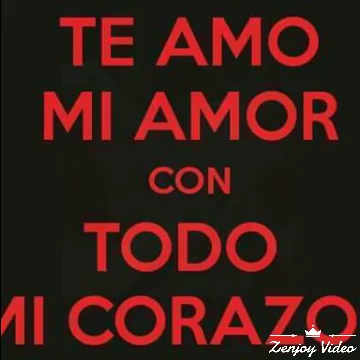 TE AMO
MI AMOR
CON
TODO
MI CORAZO
Zenjoy Video